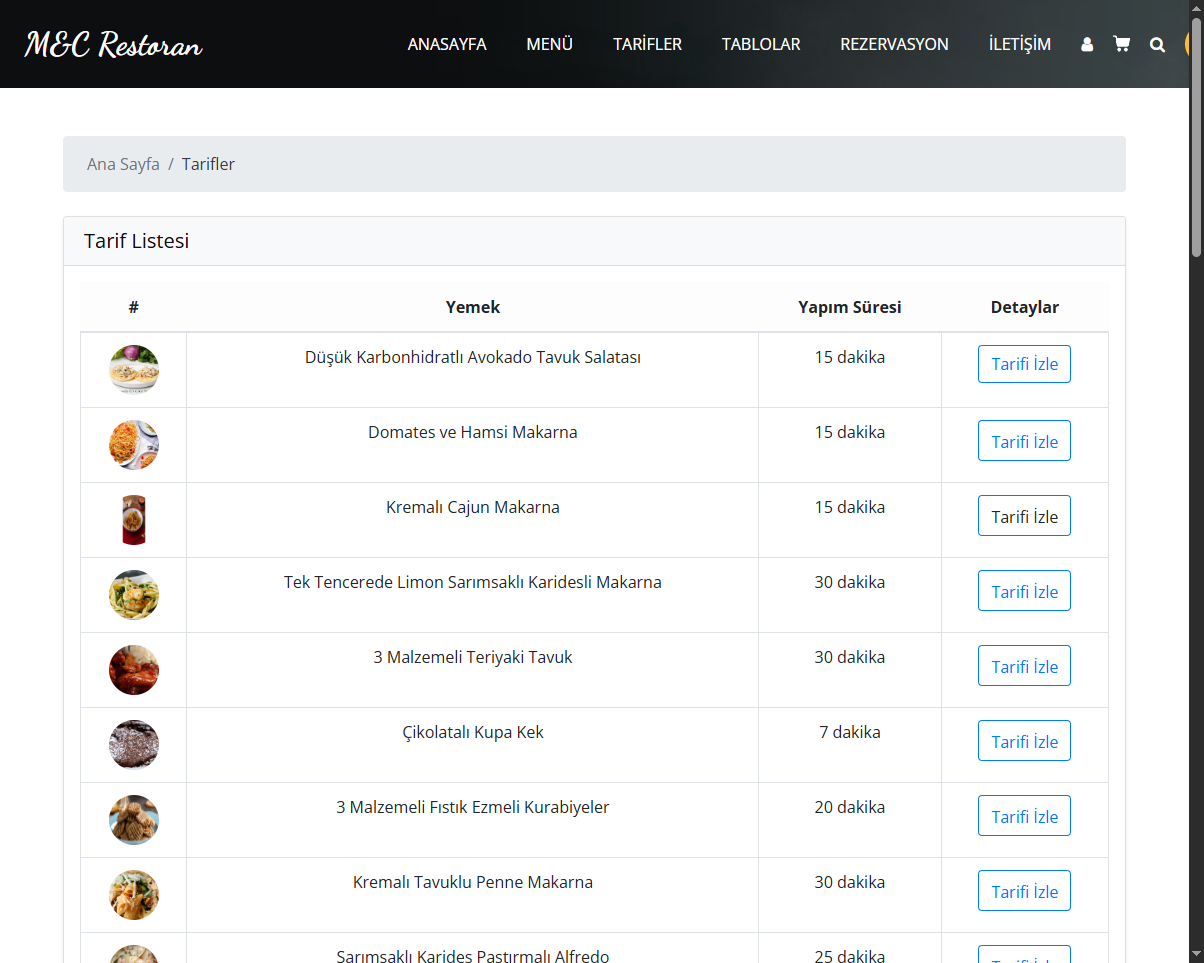 M&C Restoran
ANASAYFA MENÜ TARİFLER TABLOLAR REZERVASYON İLETİŞİM
Ana Sayfa / Tarifler
Tarif Listesi
# Yemek Yapım Süresi Detaylar
Düşük Karbonhidratlı Avokado Tavuk Salatası 15 dakika Tarifi İzle
Domates ve Hamsi Makarna 15 dakika Tarifi İzle
Kremalı Cajun Makarna 15 dakika Tarifi İzle
Tek Tencerede Limon Sarımsaklı Karidesli Makarna 30 dakika Tarifi İzle
3 Malzemeli Teriyaki Tavuk 30 dakika Tarifi İzle
Çikolatalı Kupa Kek 7 dakika Tarifi İzle
3 Malzemeli Fıstık Ezmeli Kurabiyeler 20 dakika Tarifi İzle
Kremalı Tavuklu Penne Makarna 30 dakika Tarifi İzle
Sarımsaklı Karides Pastırmalı Alfredo 25 dakika